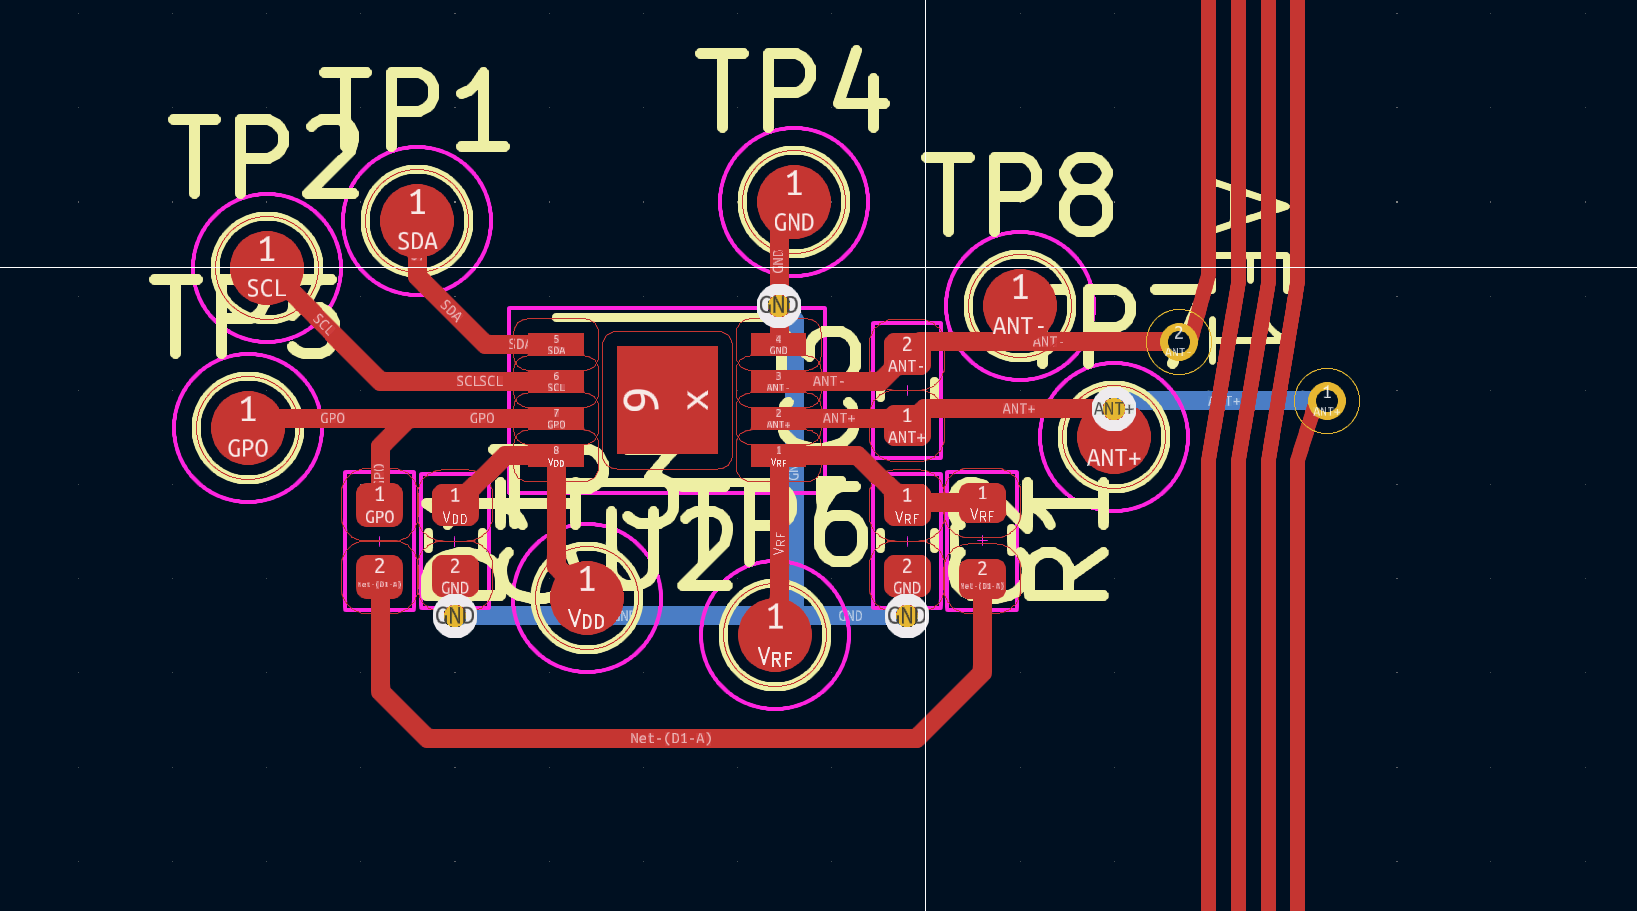 TP4
TP1
TP2
TP8
1
GND
1
SDA
1
SCL
GND
SDA
SCL
GND
1
ANT-
SDA
5
SDA
4
GND
2
ANT-
ANT-
2
ANT-
SCLSCL
6
SCL
9
x
3
ANT-
ANT-
1
ANT+
1
GPO
GPO
GPO
7
GPO
2
ANT+
ANT+
1
ANT+
ANT+
ANT+
ANT+
ANT+
8
VDD
1
VRF
GPO
1
GPO
1
VDD
1
VRF
1
VRF
U2
TP6
VRF
2
Net-(D1-A)
2
GND
1
VDD
2
GND
2
Net-(D1-A)
GND
GND
GND
1
VRF
Net-(D1-A)